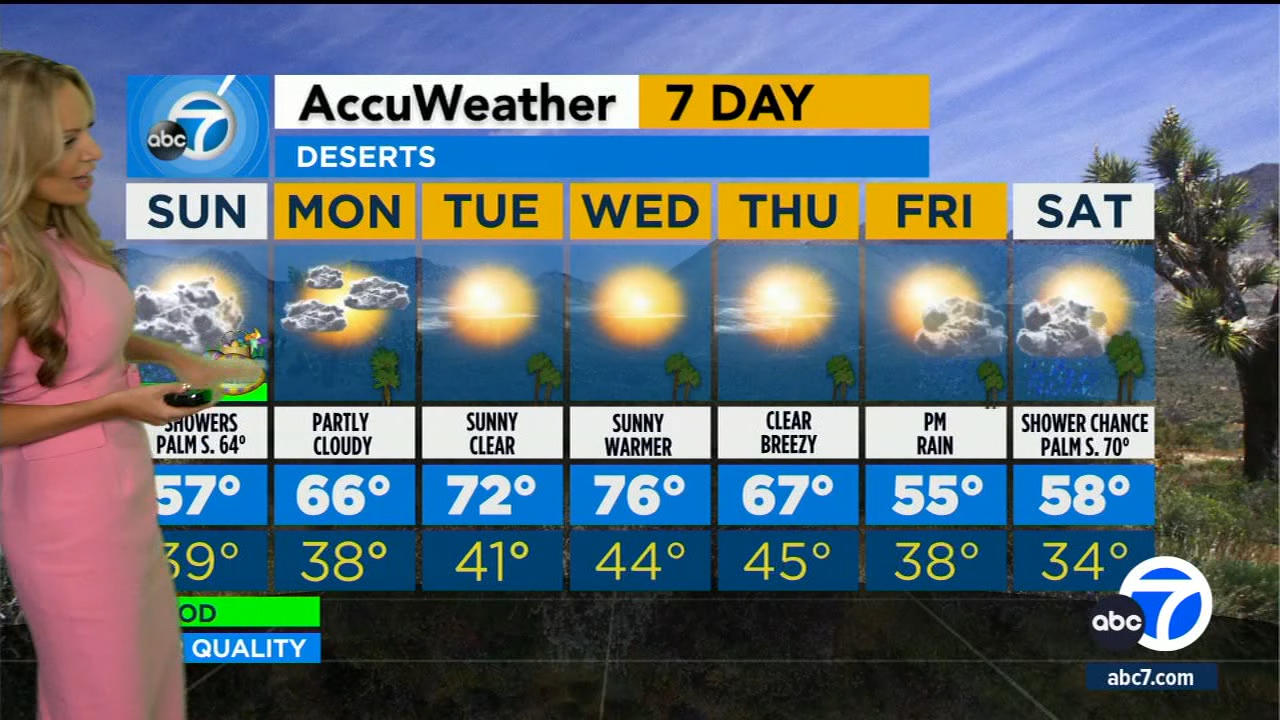 abc 7
AccuWeather 7 DAY
DESERTS
SUN MON TUE WED THU FRI SAT
SHOWERS
PALM S. 64°
PARTLY
CLOUDY
SUNNY
CLEAR
SUNNY
WARMER
CLEAR
BREEZY
PM
RAIN
SHOWER CHANCE
PALM S. 70°
57° 66° 72° 76° 67° 55° 58°
39° 38° 41° 44° 45° 38° 34°
OD
QUALITY
abc 7
abc7.com